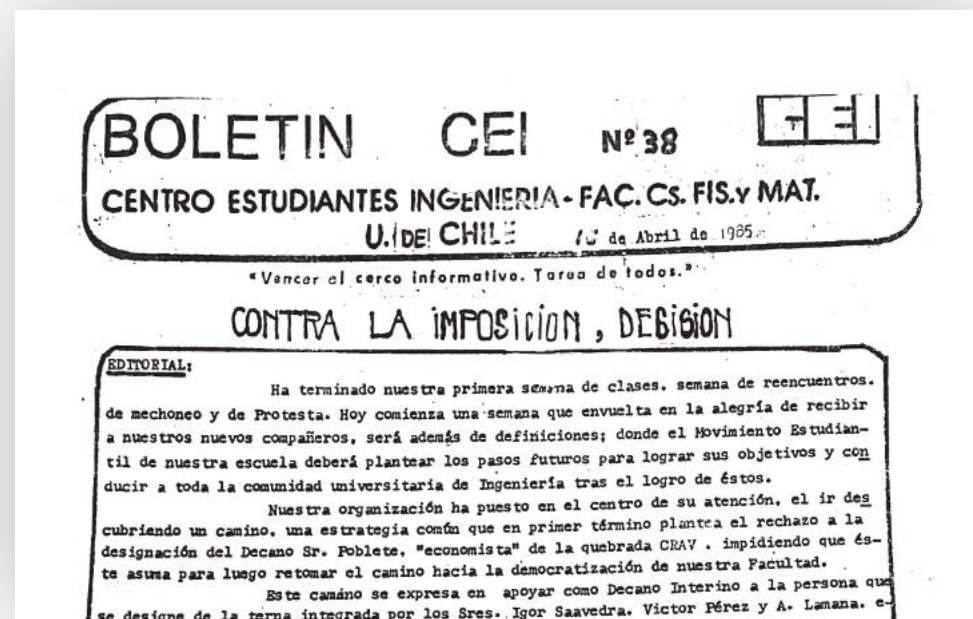 BOLETIN CEI Nº 38
CENTRO ESTUDIANTES INGENIERIA - FAC. CS. FIS. Y MAT.
U. DE CHILE de Abril de 1985.
"Vencer el cerco informativo. Tarea de todos."
CONTRA LA IMPOSICION, DECISION
EDITORIAL:
Ha terminado nuestra primera semana de clases. semana de reencuentros.
de mechoneo y de Protesta. Hoy comienza una semana que envuelta en la alegría de recibir
a nuestros nuevos compañeros, será además de definiciones; donde el Movimiento Estudian-
til de nuestra escuela deberá plantear los pasos futuros para lograr sus objetivos y con
ducir a toda la comunidad universitaria de Ingeniería tras el logro de éstos.
Nuestra organización ha puesto en el centro de su atención, el ir des
cubriendo un camino, una estrategia común que en primer término plantea el rechazo a la
designación del Decano Sr. Poblete, "economista" de la quebrada CRAV . impidiendo que és-
te asuma para luego retomar el camino hacia la democratización de nuestra Facultad.
Este camino se expresa en apoyar como Decano Interino a la persona que
se designe de la terna integrada por los Sres. Igor Saavedra. Victor Pérez y A. Lamana. e-